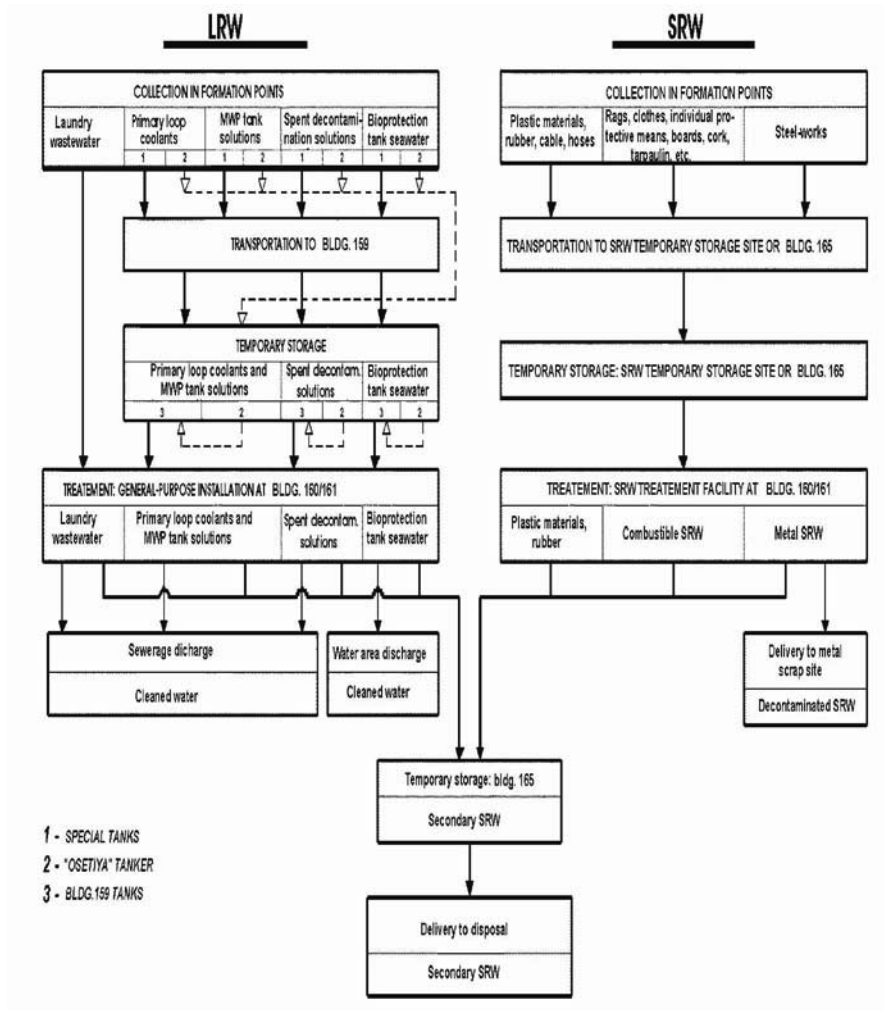 LRW
COLLECTION IN FORMATION POINTS
Laundry
wastewater
Primary loop
coolants
1 2
MWP tank
solutions
1 2
Spent decontami-
nation solutions
1 2
Bioprotection
tank seawater
1 2
TRANSPORTATION TO BLDG. 159
TEMPORARY STORAGE
Primary loop coolants and
MWP tank solutions
3 2
Spent decontam.
solutions
3 2
Bioprotection
tank seawater
3 2
TREATEMENT: GENERAL-PURPOSE INSTALLATION AT BLDG. 160/161
Laundry
wastewater
Primary loop coolants and
MWP tank solutions
Spent decontam.
solutions
Bioprotection
tank seawater
Sewerage dicharge
Cleaned water
Water area discharge
Cleaned water
SRW
COLLECTION IN FORMATION POINTS
Plastic materials,
rubber, cable, hoses
Rags, clothes, individual pro-
tective means, boards, cork,
tarpaulin, etc.
Steel-works
TRANSPORTATION TO SRW TEMPORARY STORAGE SITE OR BLDG. 165
TEMPORARY STORAGE: SRW TEMPORARY STORAGE SITE OR BLDG. 165
TREATEMENT: SRW TREATEMENT FACILITY AT BLDG. 160/161
Plastic materials,
rubber
Combustible SRW
Metal SRW
Delivery to metal
scrap site
Decontaminated SRW
Temporary storage: bldg. 165
Secondary SRW
Delivery to disposal
Secondary SRW
1 - SPECIAL TANKS
2 - "OSETIYA" TANKER
3 - BLDG.159 TANKS